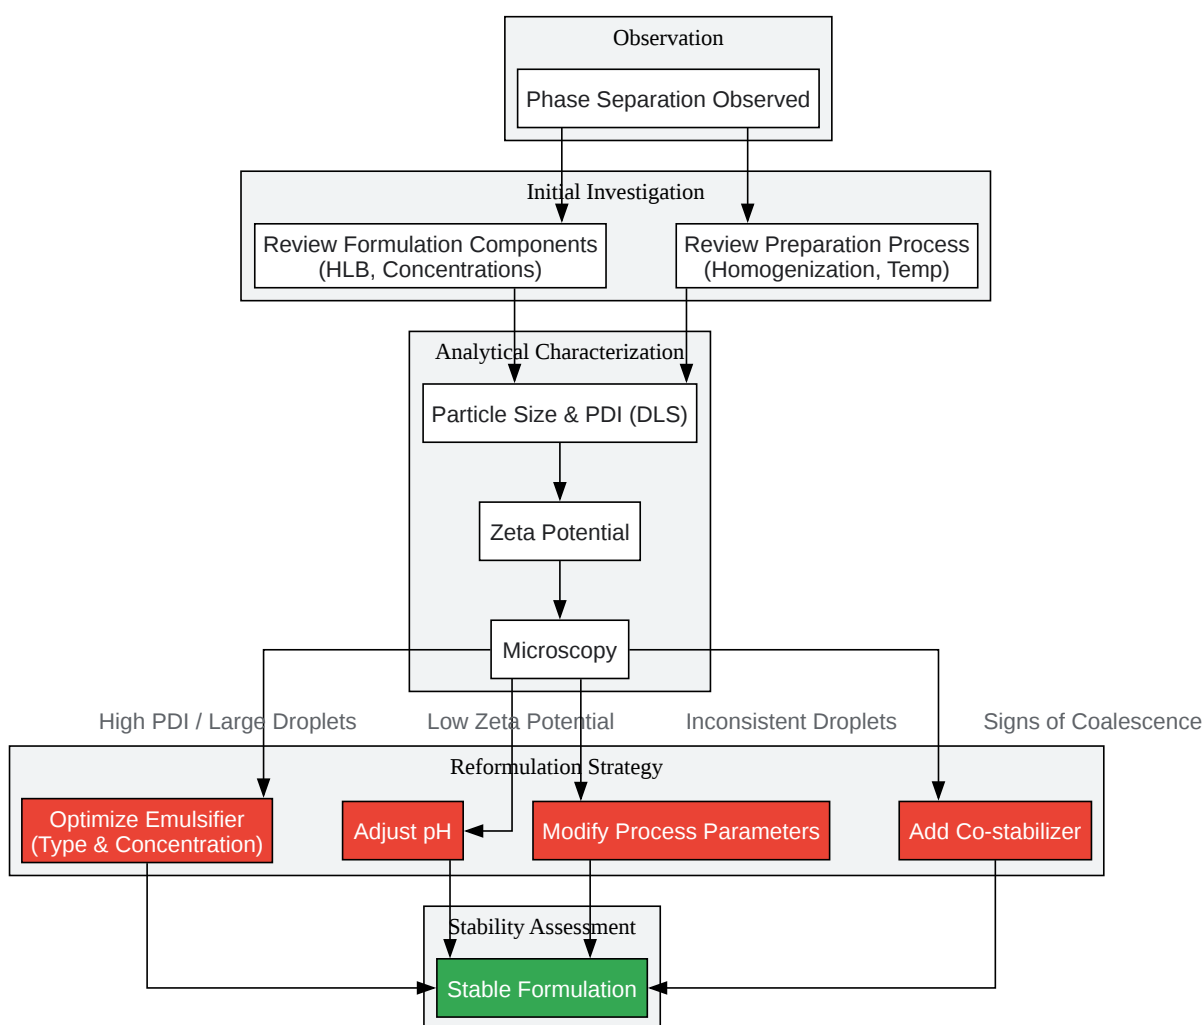 Observation
Phase Separation Observed
Initial Investigation
Review Formulation Components
(HLB, Concentrations)
Review Preparation Process
(Homogenization, Temp)
Analytical Characterization
Particle Size & PDI (DLS)
Zeta Potential
Microscopy
High PDI / Large Droplets
Low Zeta Potential
Inconsistent Droplets
Signs of Coalescence
Reformulation Strategy
Optimize Emulsifier
(Type & Concentration)
Adjust pH
Modify Process Parameters
Add Co-stabilizer
Stability Assessment
Stable Formulation